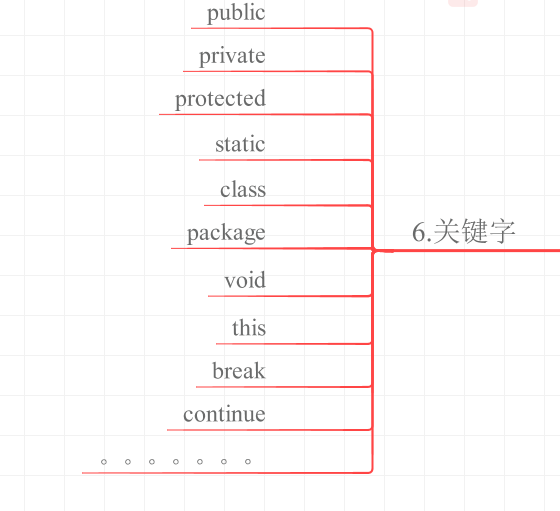 public
private
protected
static
class
package
void
this
break
continue
。。。。。。。
6.关键字